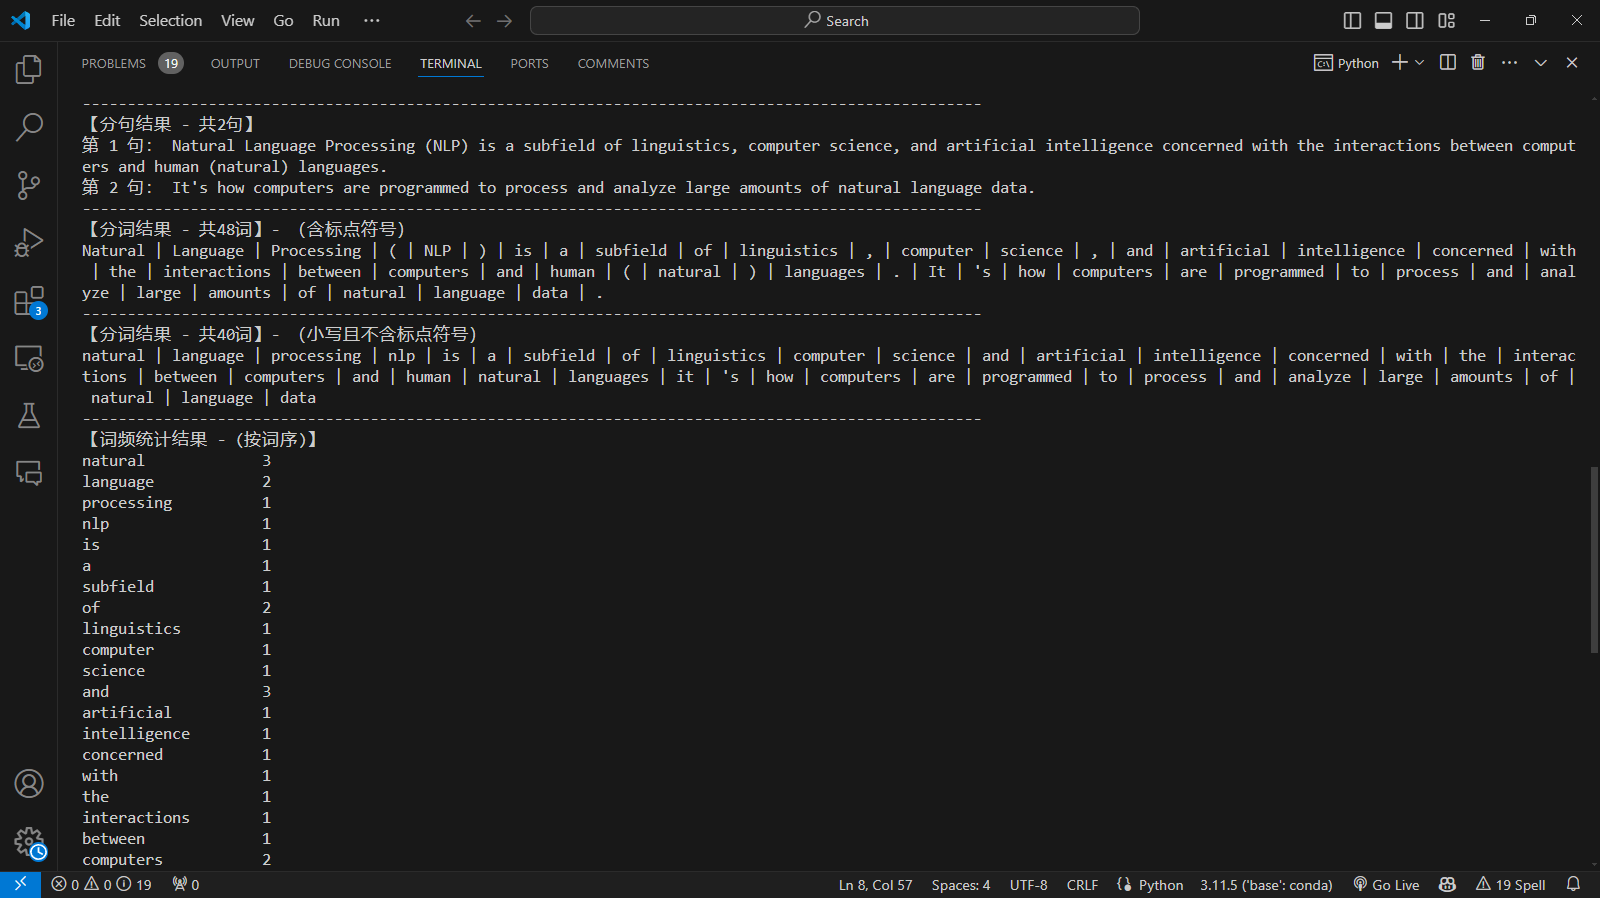 File Edit Selection View Go Run ··· Search
PROBLEMS 19 OUTPUT DEBUG CONSOLE TERMINAL PORTS COMMENTS Python
----------------------------------------------------------------------------------------------------
【分句结果 - 共2句】
第 1 句： Natural Language Processing (NLP) is a subfield of linguistics, computer science, and artificial intelligence concerned with the interactions between comput
ers and human (natural) languages.
第 2 句： It's how computers are programmed to process and analyze large amounts of natural language data.
----------------------------------------------------------------------------------------------------
【分词结果 - 共48词】- （含标点符号）
Natural | Language | Processing | ( | NLP | ) | is | a | subfield | of | linguistics | , | computer | science | , | and | artificial | intelligence | concerned | with
| the | interactions | between | computers | and | human | ( | natural | ) | languages | . | It | 's | how | computers | are | programmed | to | process | and | anal
yze | large | amounts | of | natural | language | data | .
----------------------------------------------------------------------------------------------------
【分词结果 - 共40词】- （小写且不含标点符号）
natural | language | processing | nlp | is | a | subfield | of | linguistics | computer | science | and | artificial | intelligence | concerned | with | the | interac
tions | between | computers | and | human | natural | languages | it | 's | how | computers | are | programmed | to | process | and | analyze | large | amounts | of |
natural | language | data
----------------------------------------------------------------------------------------------------
【词频统计结果 - (按词序)】
natural 3
language 2
processing 1
nlp 1
is 1
a 1
subfield 1
of 2
linguistics 1
computer 1
science 1
and 3
artificial 1
intelligence 1
concerned 1
with 1
the 1
interactions 1
between 1
computers 2
3
0 0 19 0 Ln 8, Col 57 Spaces: 4 UTF-8 CRLF Python 3.11.5 ('base': conda) Go Live 19 Spell